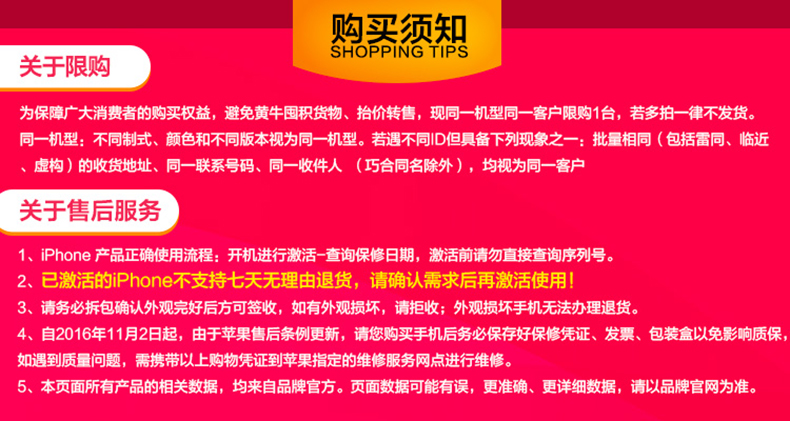 购买须知
SHOPPING TIPS
关于限购
为保障广大消费者的购买权益，避免黄牛囤积货物、抬价转售，现同一机型同一客户限购1台，若多拍一律不发货。
同一机型：不同制式、颜色和不同版本视为同一机型。若遇不同ID但具备下列现象之一：批量相同（包括雷同、临近
、虚构）的收货地址、同一联系号码、同一收件人 （巧合同名除外），均视为同一客户
关于售后服务
1、iPhone 产品正确使用流程：开机进行激活-查询保修日期，激活前请勿直接查询序列号。
2、已激活的iPhone不支持七天无理由退货，请确认需求后再激活使用！
3、请务必拆包确认外观完好后方可签收，如有外观损坏，请拒收；外观损坏手机无法办理退货。
4、自2016年11月2日起，由于苹果售后条例更新，请您购买手机后务必保存好保修凭证、发票、包装盒以免影响质保，
如遇到质量问题，需携带以上购物凭证到苹果指定的维修服务网点进行维修。
5、本页面所有产品的相关数据，均来自品牌官方。页面数据可能有误，更准确、更详细数据，请以品牌官网为准。